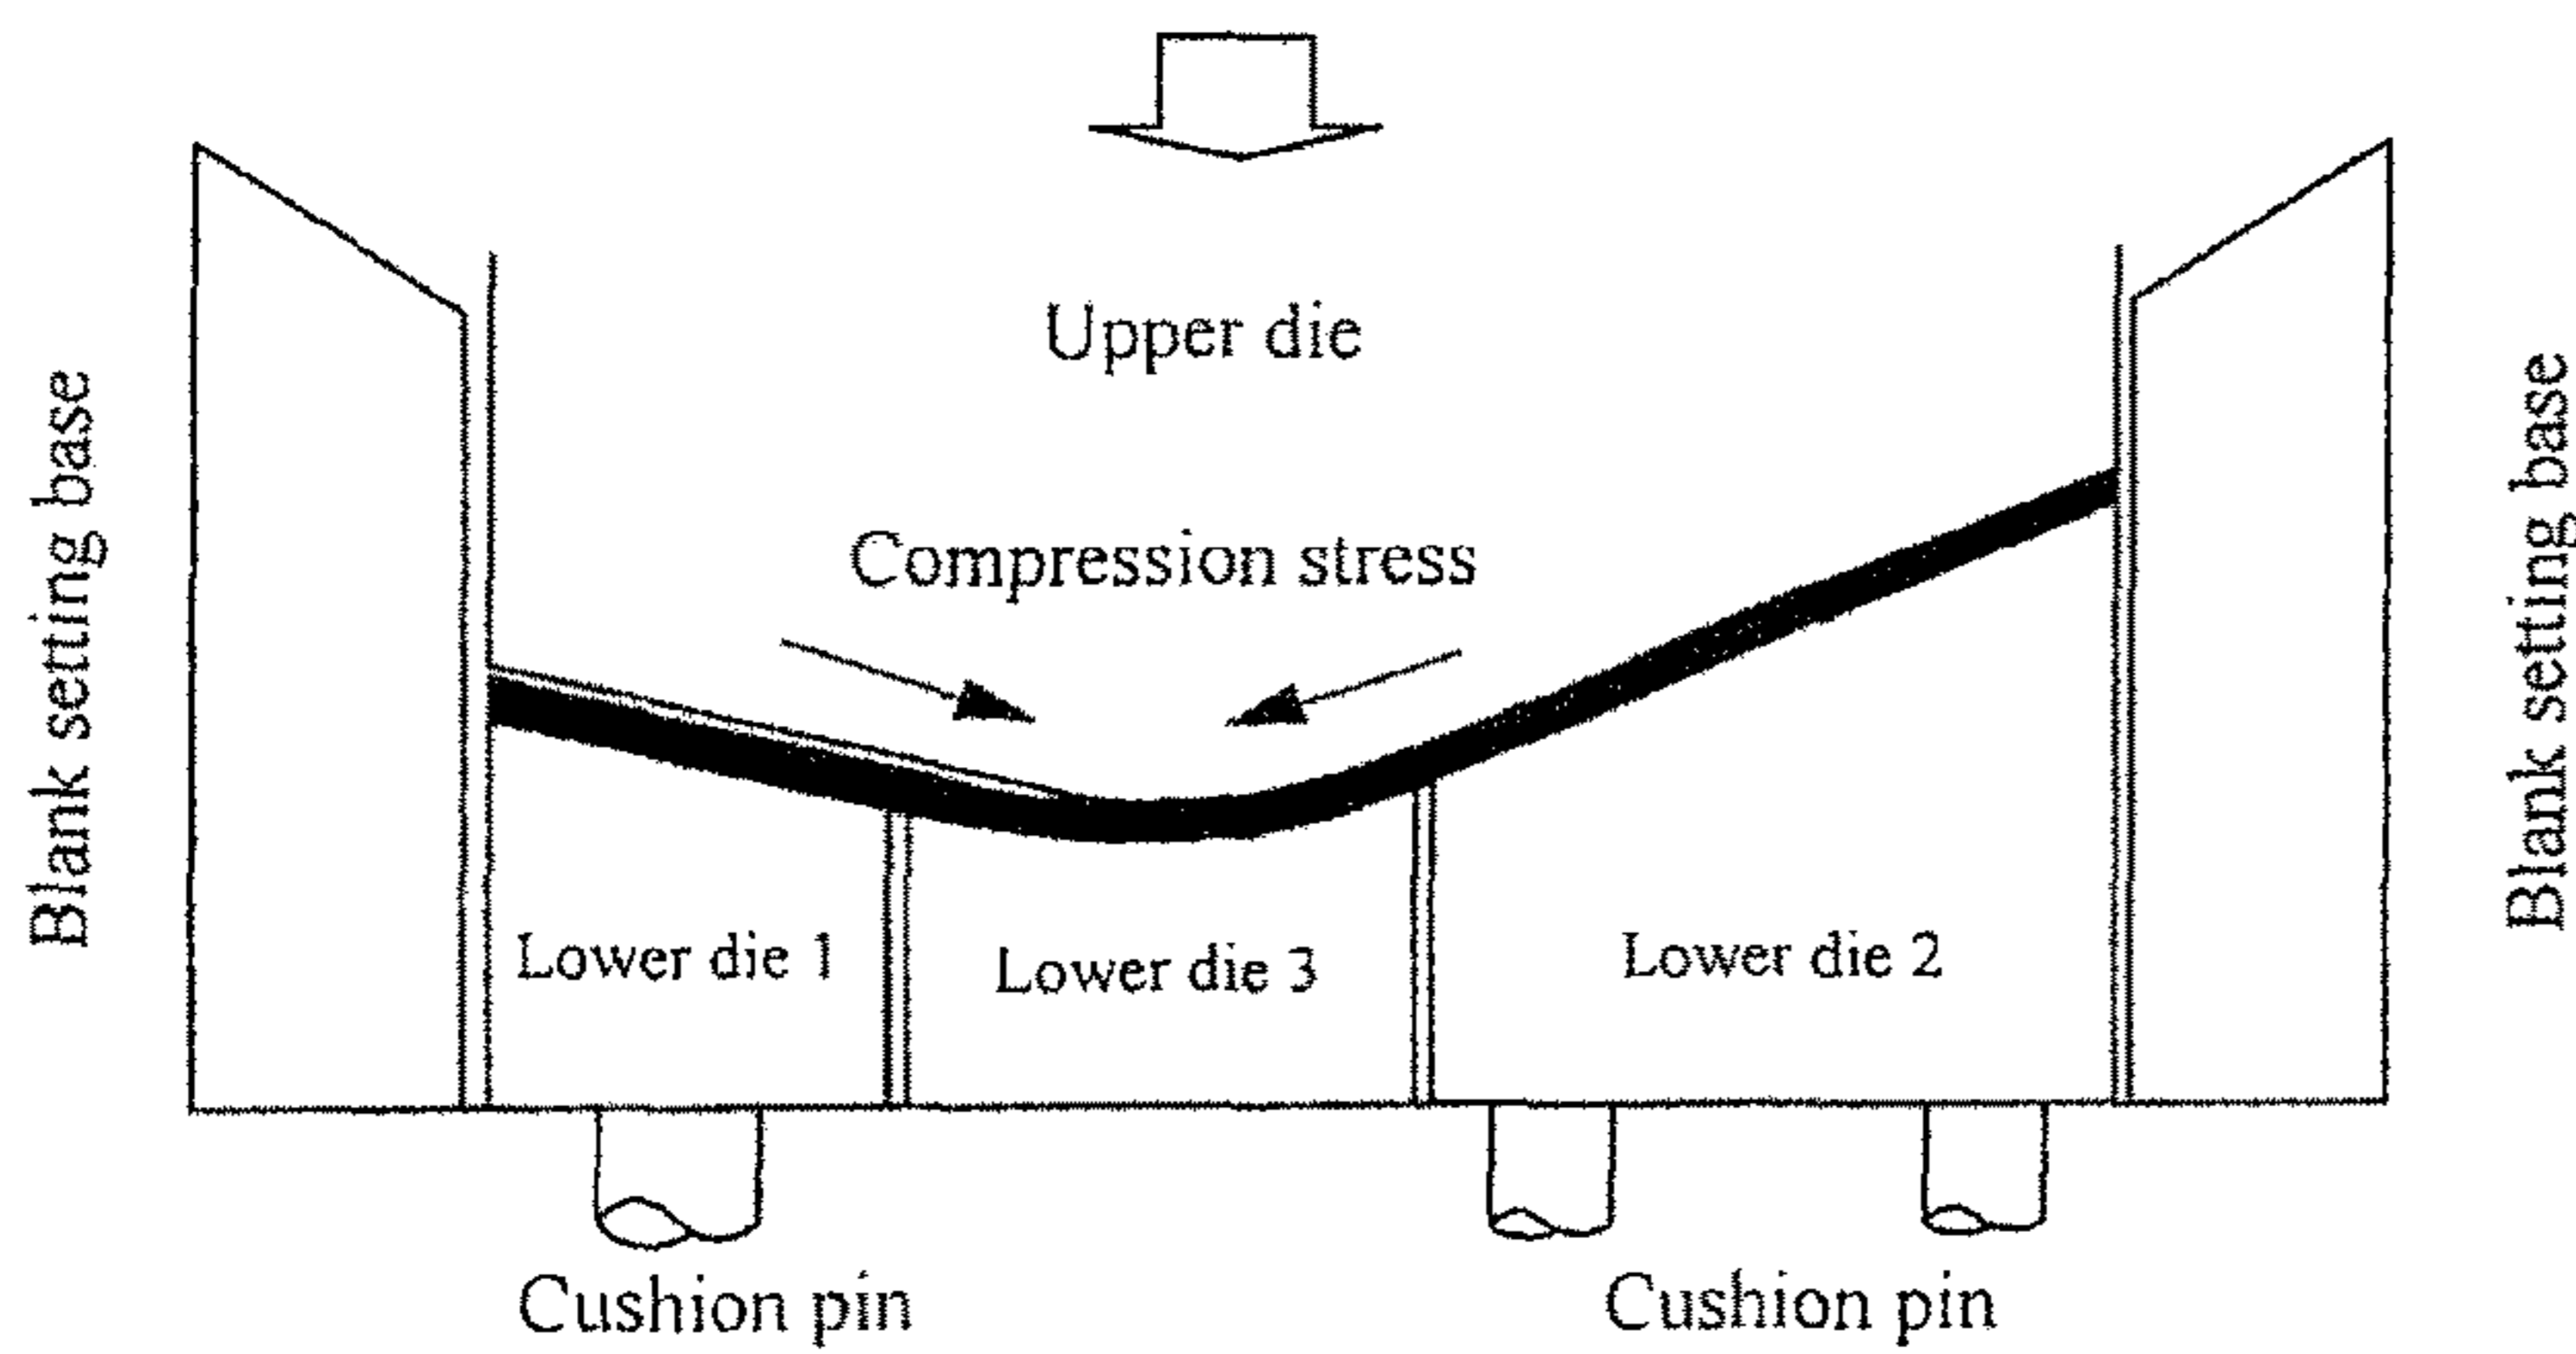 Upper die
Blank setting base
Compression stress
Blank setting base
Lower die 1
Lower die 3
Lower die 2
Cushion pin
Cushion pin